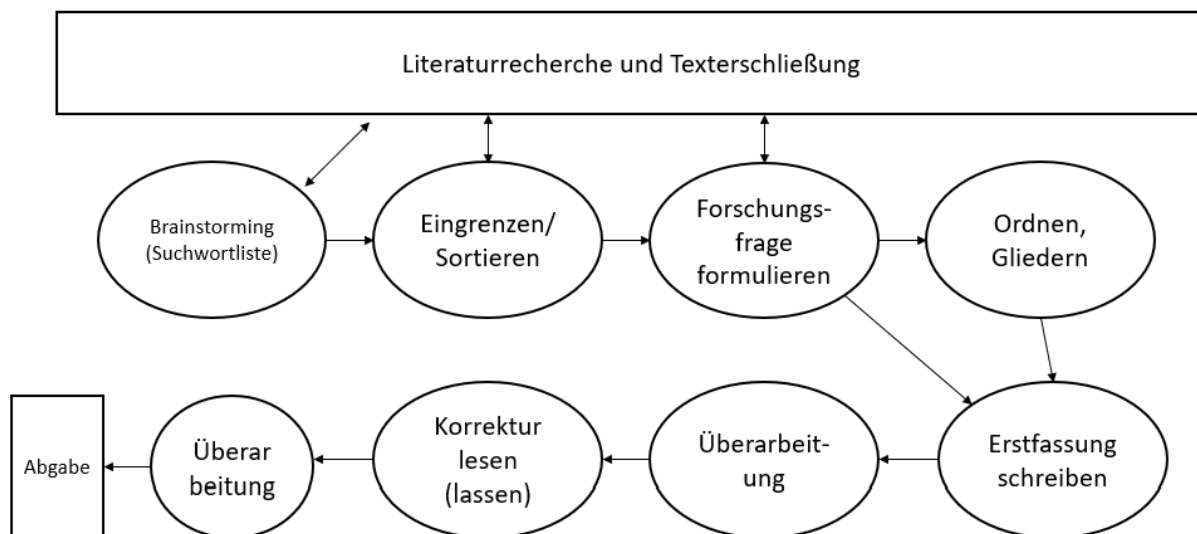 Literaturrecherche und Texterschließung
Brainstorming
(Suchwortliste)
Eingrenzen/
Sortieren
Forschungs-
frage
formulieren
Ordnen,
Gliedern
Abgabe
Überar
beitung
Korrektur
lesen
(lassen)
Überarbeit-
ung
Erstfassung
schreiben